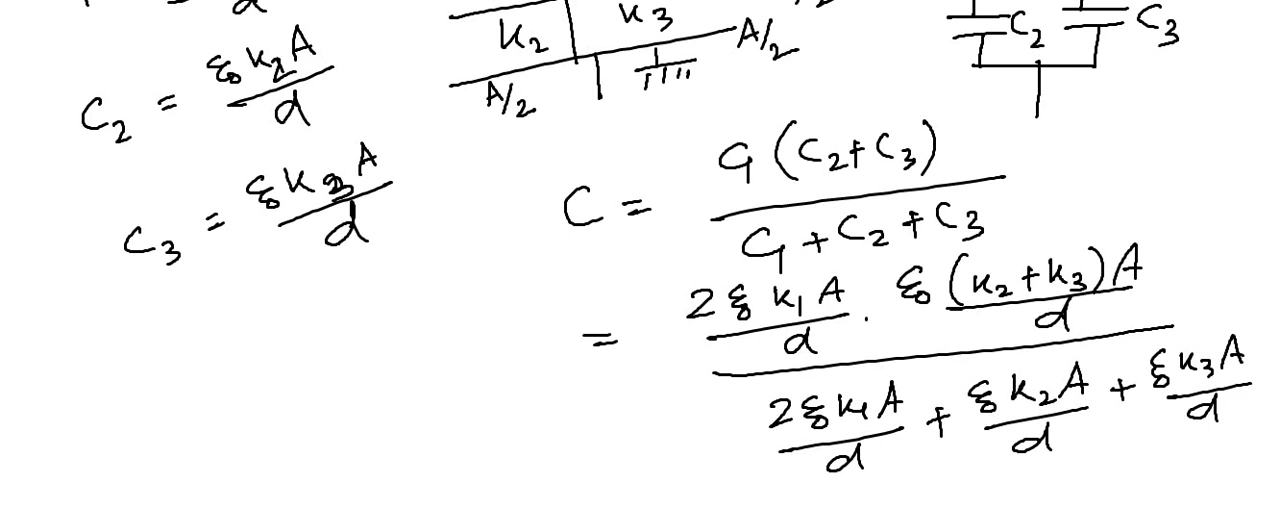 d
K₂ K₃ A/2
A/2
C₂ C₃
C₂ = ε₀K₂A/d
C₃ = ε₀K₃A/d
C = C₁(C₂+C₃)/(C₁+C₂+C₃)
= (2ε₀K₁A/d · ε₀(K₂+K₃)A/d)/(2ε₀K₁A/d + ε₀K₂A/d + ε₀K₃A/d)